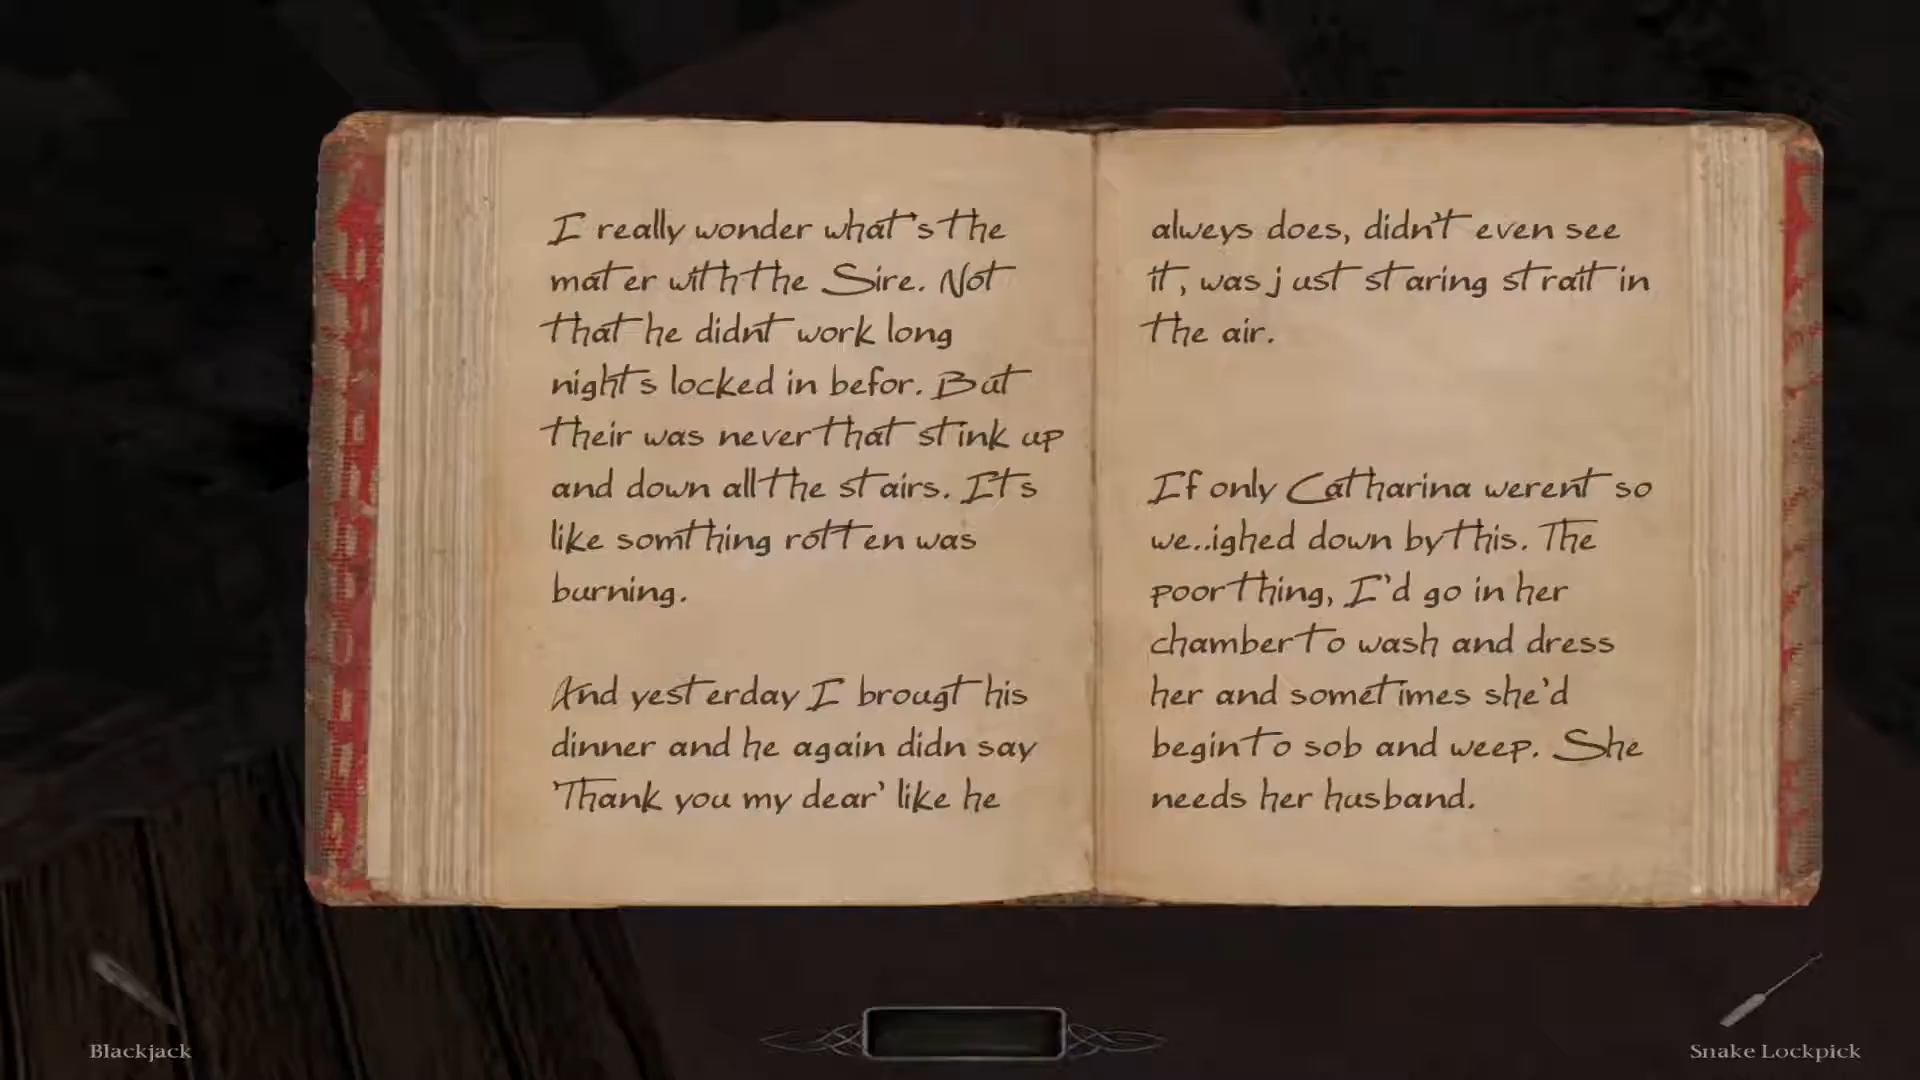 I really wonder what's the
mater with the Sire. Not
that he didnt work long
nights locked in befor. But
their was never that stink up
and down all the stairs. Its
like somthing rotten was
burning.
And yesterday I brougt his
dinner and he again didn say
'Thank you my dear' like he
alweys does, didn't even see
it, was just staring strait in
the air.
If only Catharina werent so
we..ighed down by this. The
poor thing, I'd go in her
chamber to wash and dress
her and sometimes she'd
begin to sob and weep. She
needs her husband.
Blackjack
Snake Lockpick